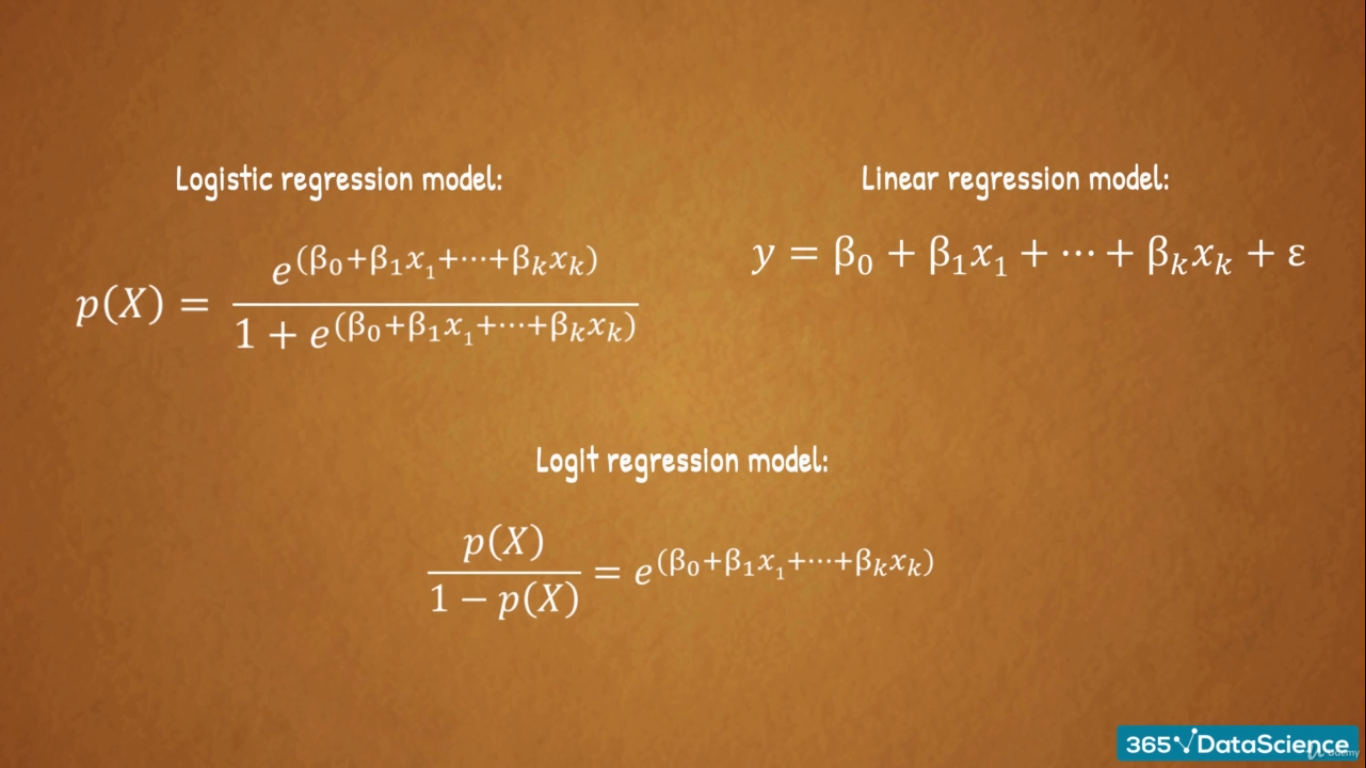 Logistic regression model:
p(X) = e^(β₀+β₁x₁+⋯+βₖxₖ) / 1 + e^(β₀+β₁x₁+⋯+βₖxₖ)
Linear regression model:
y = β₀ + β₁x₁ + ⋯ + βₖxₖ + ε
Logit regression model:
p(X) / 1 − p(X) = e^(β₀+β₁x₁+⋯+βₖxₖ)
365 DataScience
udemy